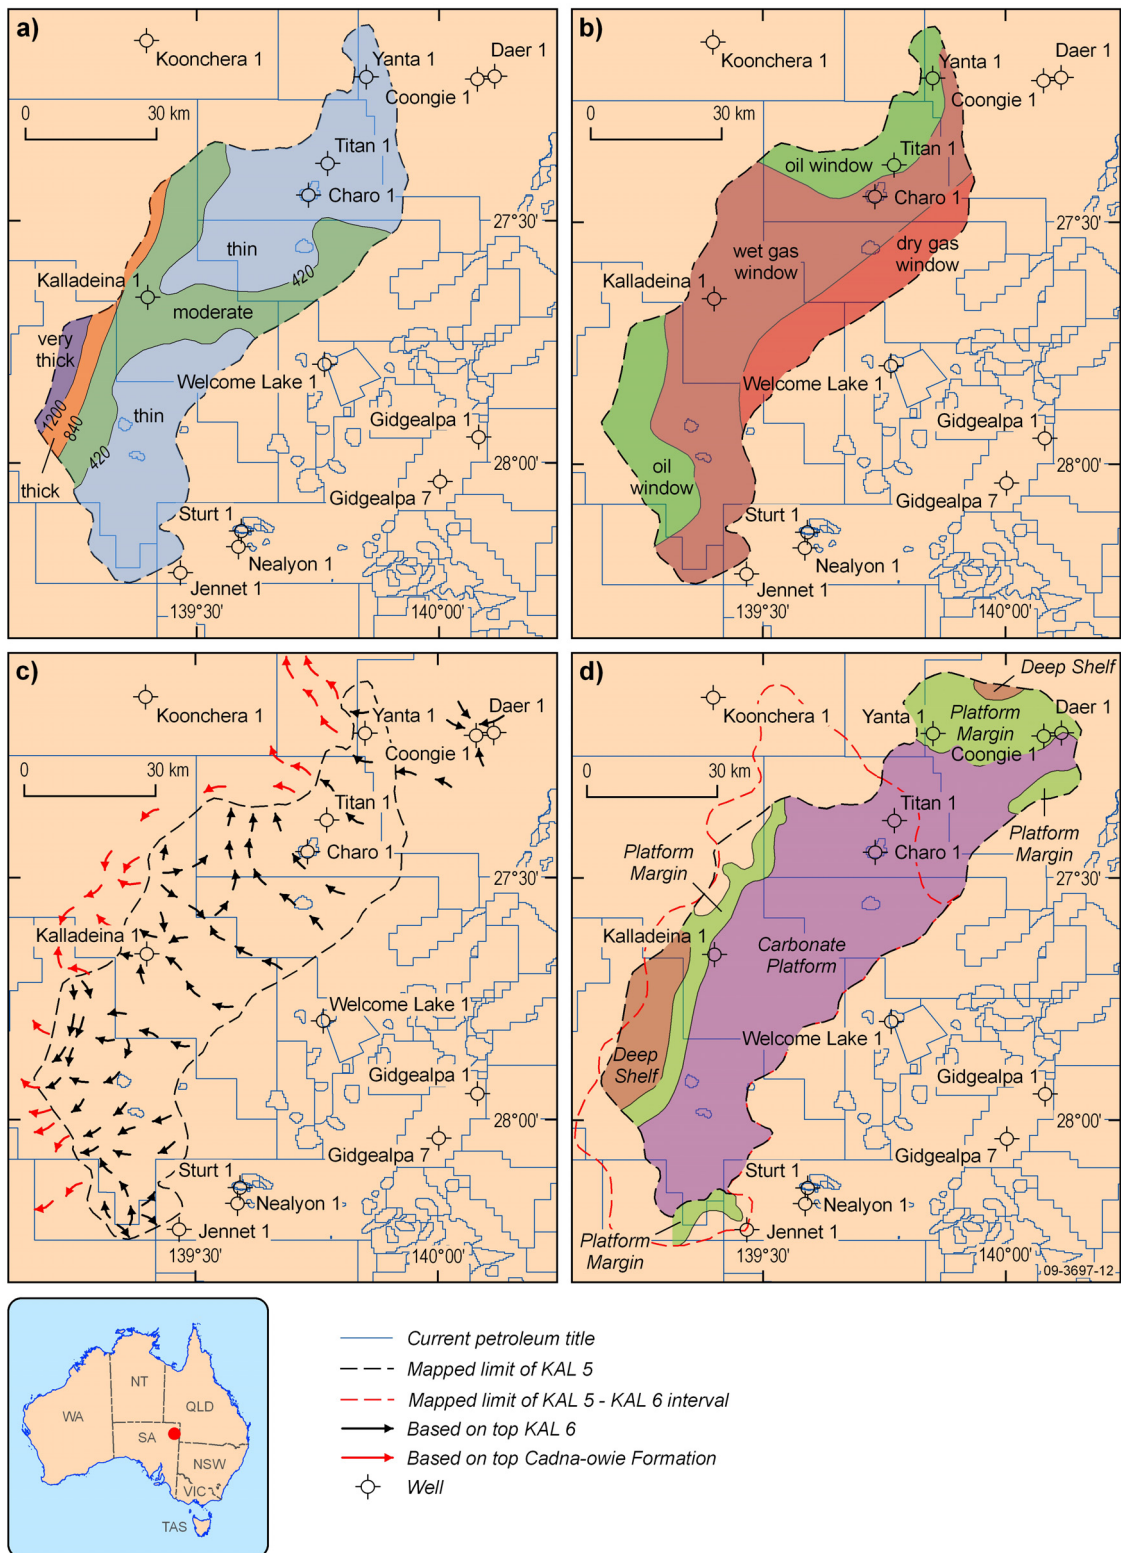 a)
Koonchera 1
Daer 1
Yanta 1
Coongie 1
0 30 km
Titan 1
Charo 1
27°30'
thin
420
Kalladeina 1
moderate
very
thick
Welcome Lake 1
thin
1200
840
420
Gidgealpa 1
28°00'
thick
Gidgealpa 7
Sturt 1
Nealyon 1
Jennet 1
139°30'
140°00'
b)
Koonchera 1
Daer 1
Yanta 1
Coongie 1
0 30 km
Titan 1
oil window
Charo 1
27°30'
wet gas
window
dry gas
window
Kalladeina 1
Welcome Lake 1
Gidgealpa 1
28°00'
oil
window
Gidgealpa 7
Sturt 1
Nealyon 1
Jennet 1
139°30'
140°00'
c)
Koonchera 1
Daer 1
Yanta 1
Coongie 1
0 30 km
Titan 1
Charo 1
27°30'
Kalladeina 1
Welcome Lake 1
Gidgealpa 1
28°00'
Gidgealpa 7
Sturt 1
Nealyon 1
Jennet 1
139°30'
140°00'
d)
Deep Shelf
Koonchera 1
Yanta 1
Platform
Margin
Daer 1
Coongie 1
0 30 km
Titan 1
Platform
Margin
Charo 1
Platform
Margin
27°30'
Kalladeina 1
Carbonate
Platform
Welcome Lake 1
Deep
Shelf
Gidgealpa 1
28°00'
Gidgealpa 7
Sturt 1
Nealyon 1
Jennet 1
Platform
Margin
139°30'
140°00'
09-3697-12
NT
QLD
WA
SA
NSW
VIC
TAS
Current petroleum title
Mapped limit of KAL 5
Mapped limit of KAL 5 - KAL 6 interval
Based on top KAL 6
Based on top Cadna-owie Formation
Well